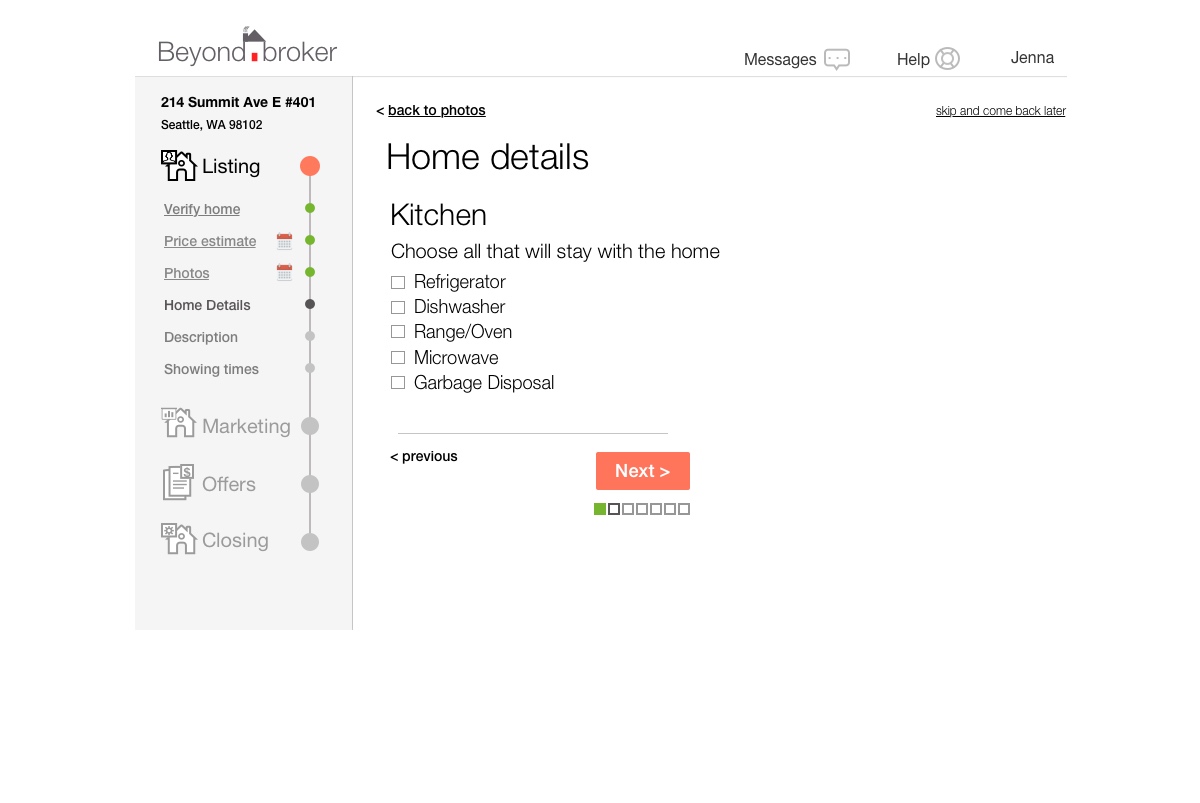 Beyond broker
Messages
Help
Jenna
214 Summit Ave E #401
Seattle, WA 98102
Listing
Verify home
Price estimate
Photos
Home Details
Description
Showing times
Marketing
$
Offers
Closing
< back to photos
skip and come back later
Home details
Kitchen
Choose all that will stay with the home
Refrigerator
Dishwasher
Range/Oven
Microwave
Garbage Disposal
< previous
Next >